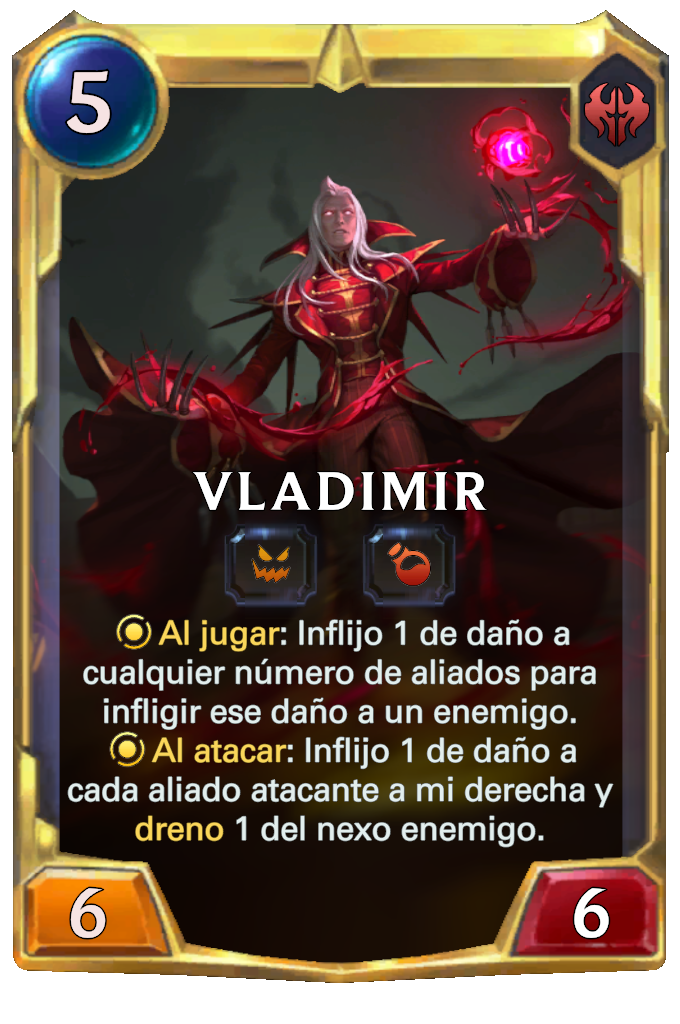 5
VLADIMIR
Al jugar: Inflijo 1 de daño a
cualquier número de aliados para
infligir ese daño a un enemigo.
Al atacar: Inflijo 1 de daño a
cada aliado atacante a mi derecha y
dreno 1 del nexo enemigo.
6 6